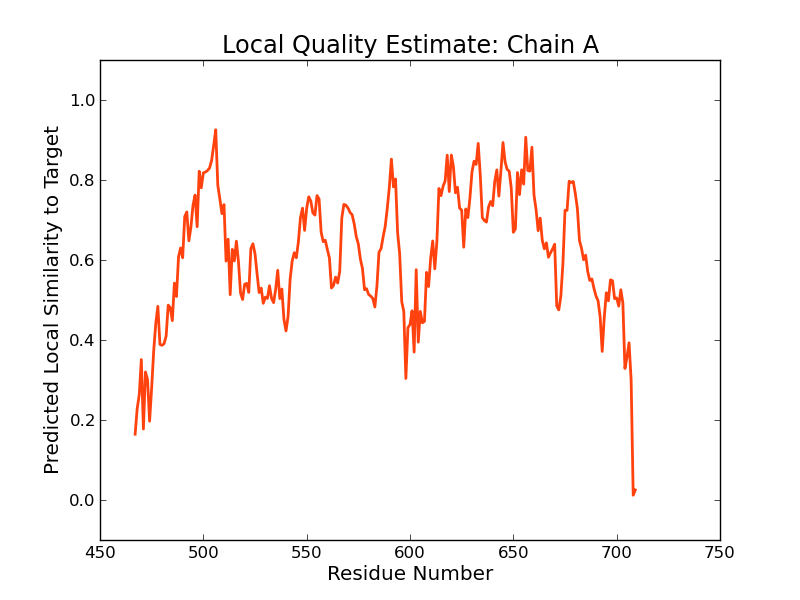 Local Quality Estimate: Chain A
Predicted Local Similarity to Target
1.0
0.8
0.6
0.4
0.2
0.0
450 500 550 600 650 700 750
Residue Number